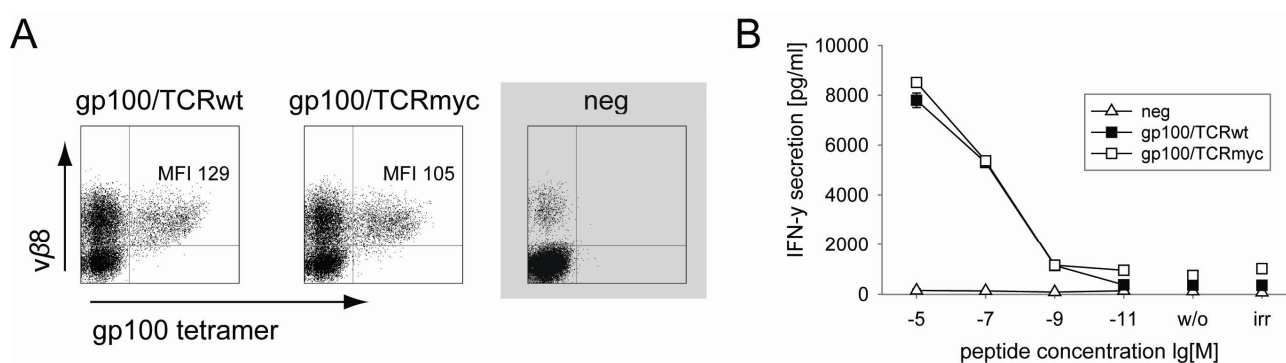 A
gp100/TCRwt
gp100/TCRmyc
neg
MFI 129
MFI 105
vβ8
gp100 tetramer
B
IFN-y secretion [pg/ml]
10000
8000
6000
4000
2000
0
neg
gp100/TCRwt
gp100/TCRmyc
-5 -7 -9 -11 w/o irr
peptide concentration lg[M]